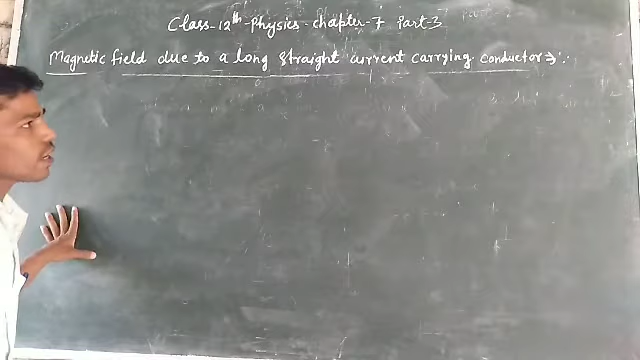 Class-12th-Physics-chapter-7 Part-3
Magnetic field due to a long straight current carrying conductor⇒: